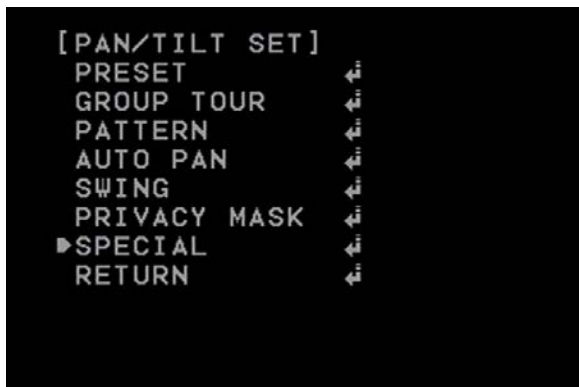 [PAN/TILT SET]
PRESET ↲
GROUP TOUR ↲
PATTERN ↲
AUTO PAN ↲
SWING ↲
PRIVACY MASK ↲
►SPECIAL ↲
RETURN ↲